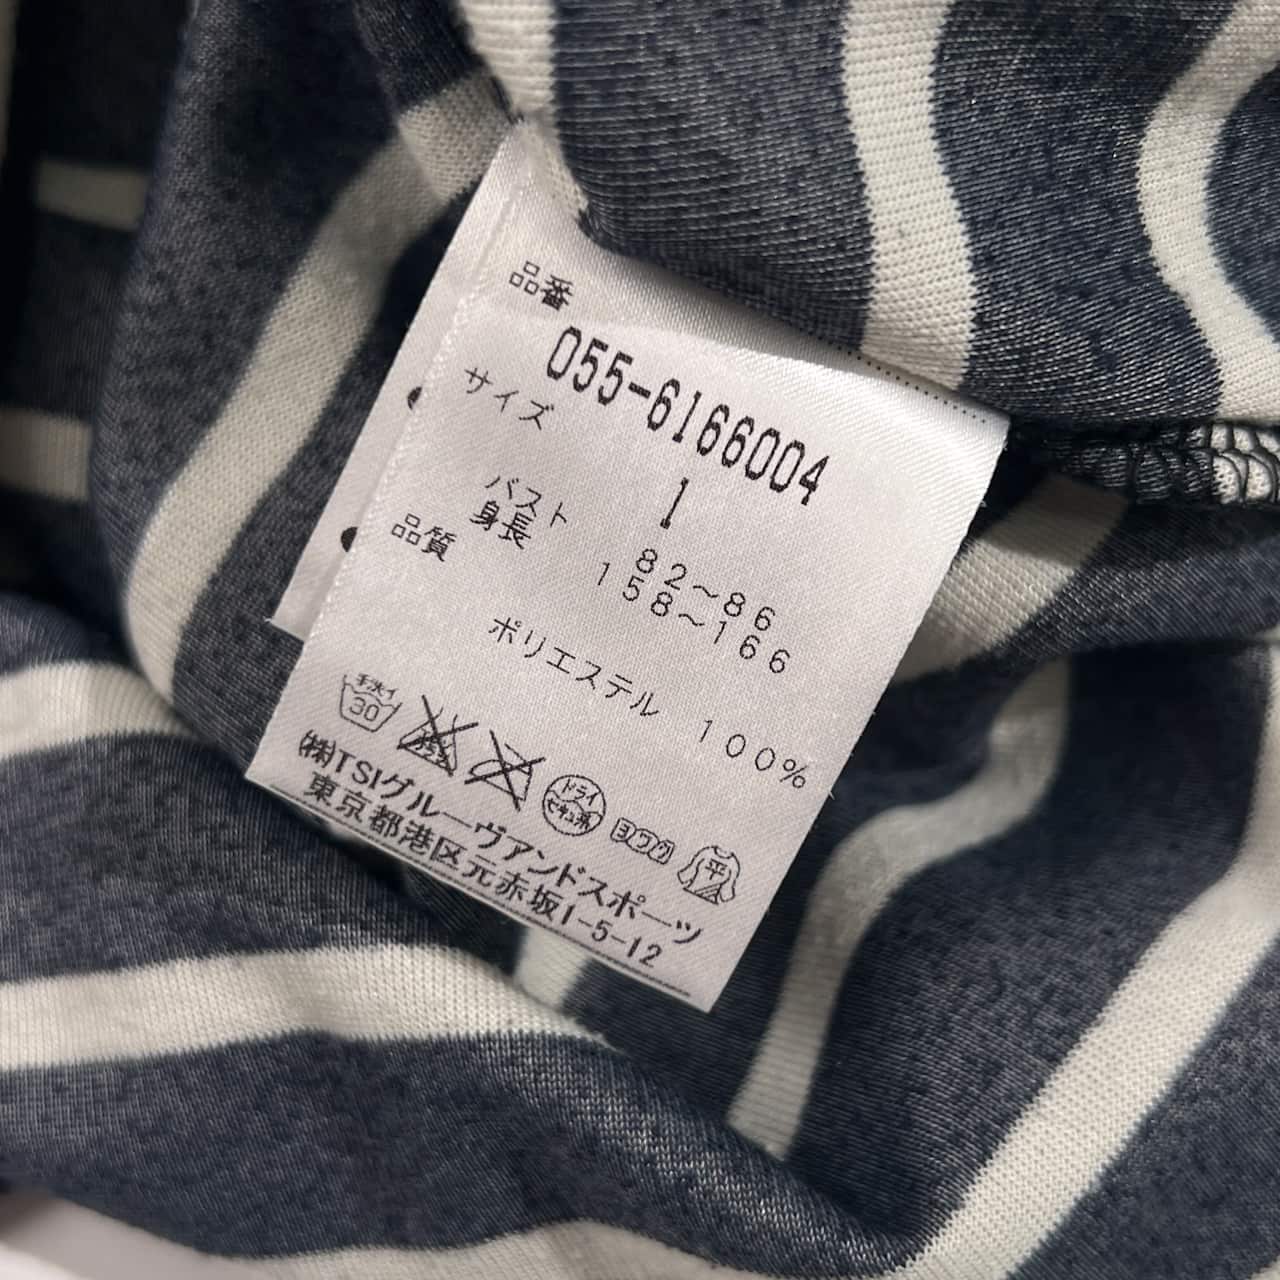 品番
055-6166004
サイズ 1
バスト 82～86
身長 158～166
品質
ポリエステル 100%
手洗イ
30
ドライ
セキュ系
ヨワク
平
(株)TSIグルーヴアンドスポーツ
東京都港区元赤坂1-5-12